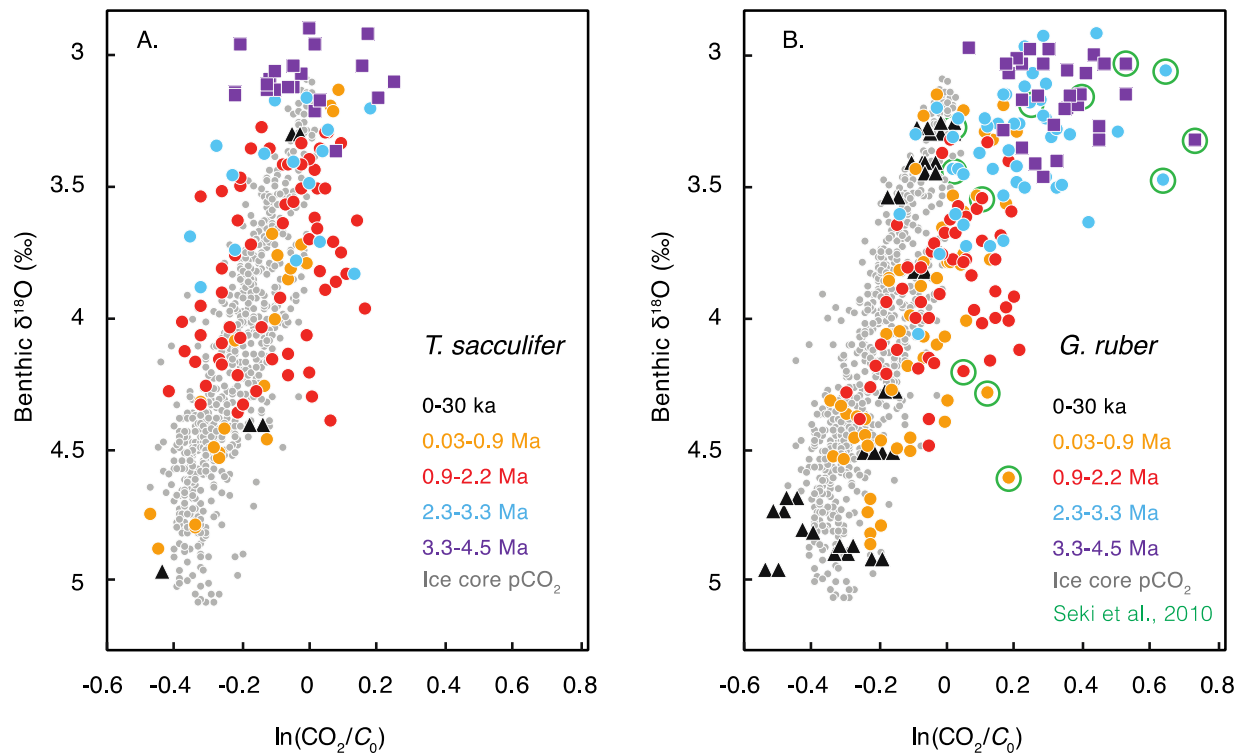 A.
3
3.5
4
4.5
5
Benthic δ¹⁸O (‰)
T. sacculifer
0-30 ka
0.03-0.9 Ma
0.9-2.2 Ma
2.3-3.3 Ma
3.3-4.5 Ma
Ice core pCO₂
-0.6 -0.4 -0.2 0 0.2 0.4 0.6 0.8
ln(CO₂/C₀)
B.
3
3.5
4
4.5
5
Benthic δ¹⁸O (‰)
G. ruber
0-30 ka
0.03-0.9 Ma
0.9-2.2 Ma
2.3-3.3 Ma
3.3-4.5 Ma
Ice core pCO₂
Seki et al., 2010
-0.6 -0.4 -0.2 0 0.2 0.4 0.6 0.8
ln(CO₂/C₀)